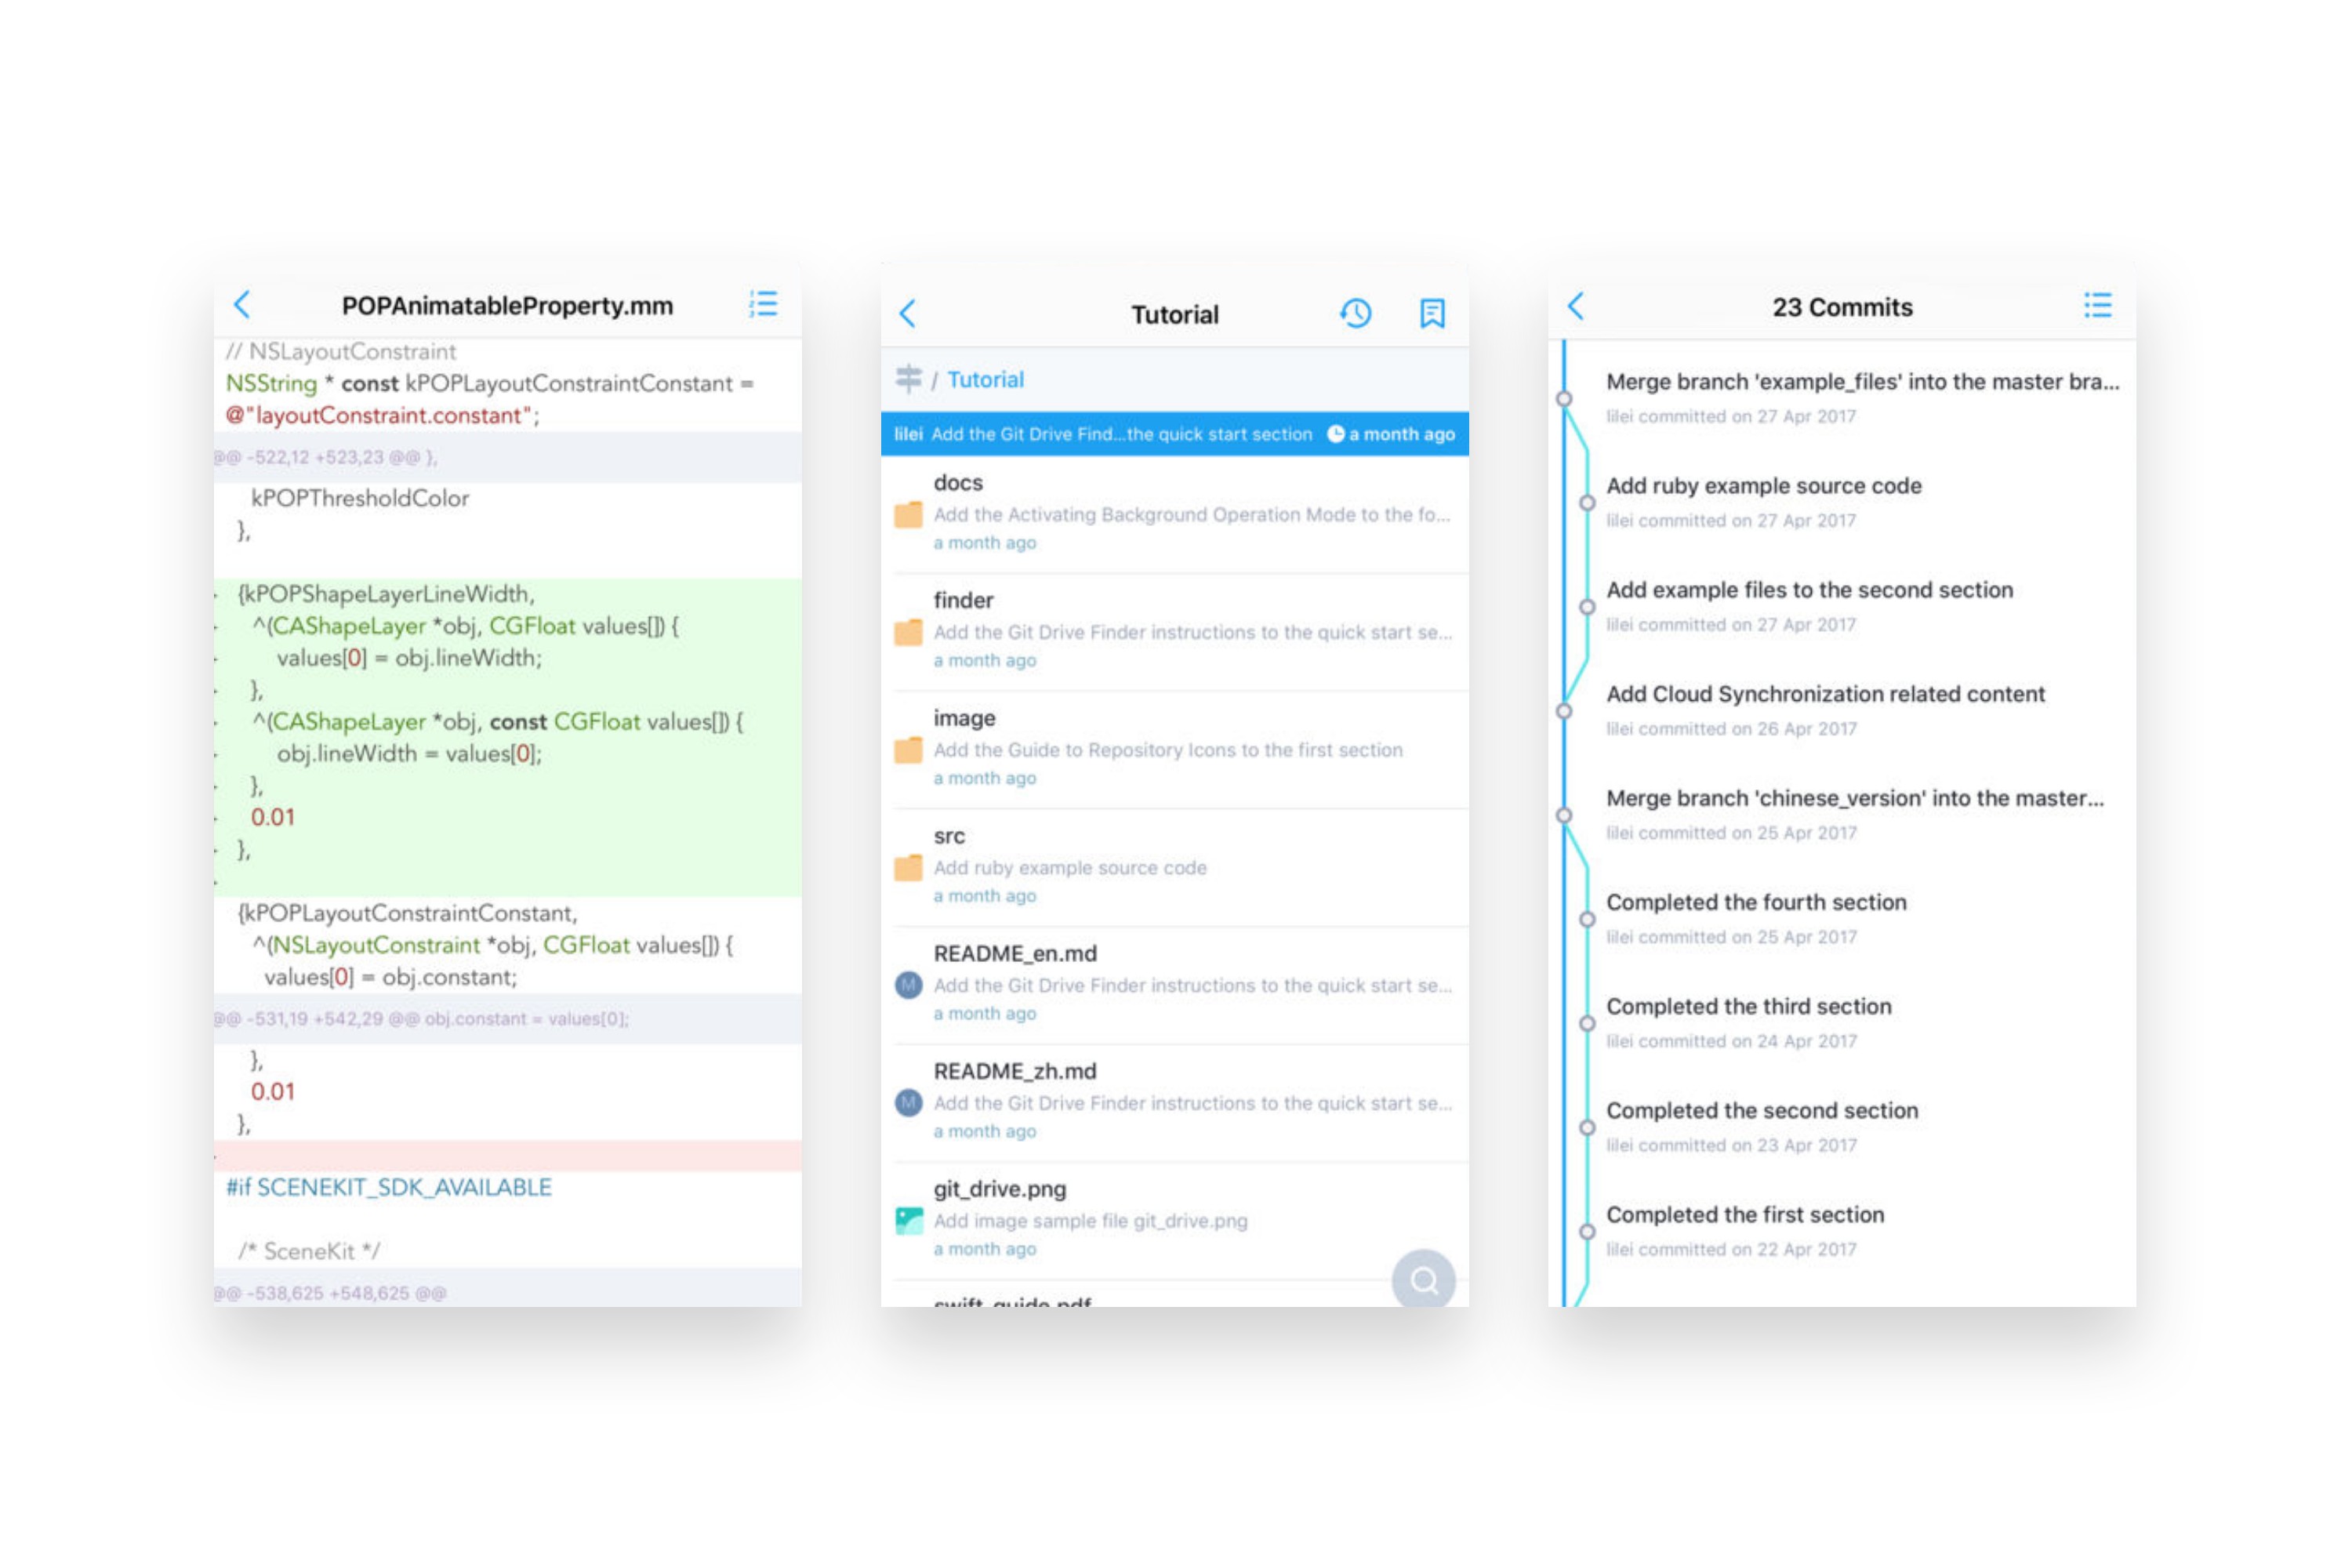 POPAnimatableProperty.mm
// NSLayoutConstraint
NSString * const kPOPLayoutConstraintConstant =
@"layoutConstraint.constant";
@@ -522,12 +523,23 @@ },
kPOPThresholdColor
},
{kPOPShapeLayerLineWidth,
^(CAShapeLayer *obj, CGFloat values[]) {
values[0] = obj.lineWidth;
},
^(CAShapeLayer *obj, const CGFloat values[]) {
obj.lineWidth = values[0];
},
0.01
},
{kPOPLayoutConstraintConstant,
^(NSLayoutConstraint *obj, CGFloat values[]) {
values[0] = obj.constant;
@@ -531,19 +542,29 @@ obj.constant = values[0];
},
0.01
},
#if SCENEKIT_SDK_AVAILABLE
/* SceneKit */
@@ -538,625 +548,625 @@
Tutorial
/ Tutorial
lilei Add the Git Drive Find...the quick start section a month ago
docs
Add the Activating Background Operation Mode to the fo...
a month ago
finder
Add the Git Drive Finder instructions to the quick start se...
a month ago
image
Add the Guide to Repository Icons to the first section
a month ago
src
Add ruby example source code
a month ago
README_en.md
M Add the Git Drive Finder instructions to the quick start se...
a month ago
README_zh.md
M Add the Git Drive Finder instructions to the quick start se...
a month ago
git_drive.png
Add image sample file git_drive.png
a month ago
swift_guide.pdf
23 Commits
Merge branch 'example_files' into the master bra...
lilei committed on 27 Apr 2017
Add ruby example source code
lilei committed on 27 Apr 2017
Add example files to the second section
lilei committed on 27 Apr 2017
Add Cloud Synchronization related content
lilei committed on 26 Apr 2017
Merge branch 'chinese_version' into the master...
lilei committed on 25 Apr 2017
Completed the fourth section
lilei committed on 25 Apr 2017
Completed the third section
lilei committed on 24 Apr 2017
Completed the second section
lilei committed on 23 Apr 2017
Completed the first section
lilei committed on 22 Apr 2017